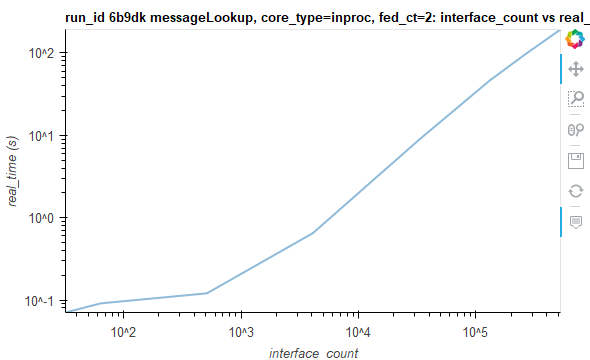 run_id 6b9dk messageLookup, core_type=inproc, fed_ct=2: interface_count vs real_
10^2
10^1
10^0
10^-1
real_time (s)
10^2
10^3
10^4
10^5
interface_count